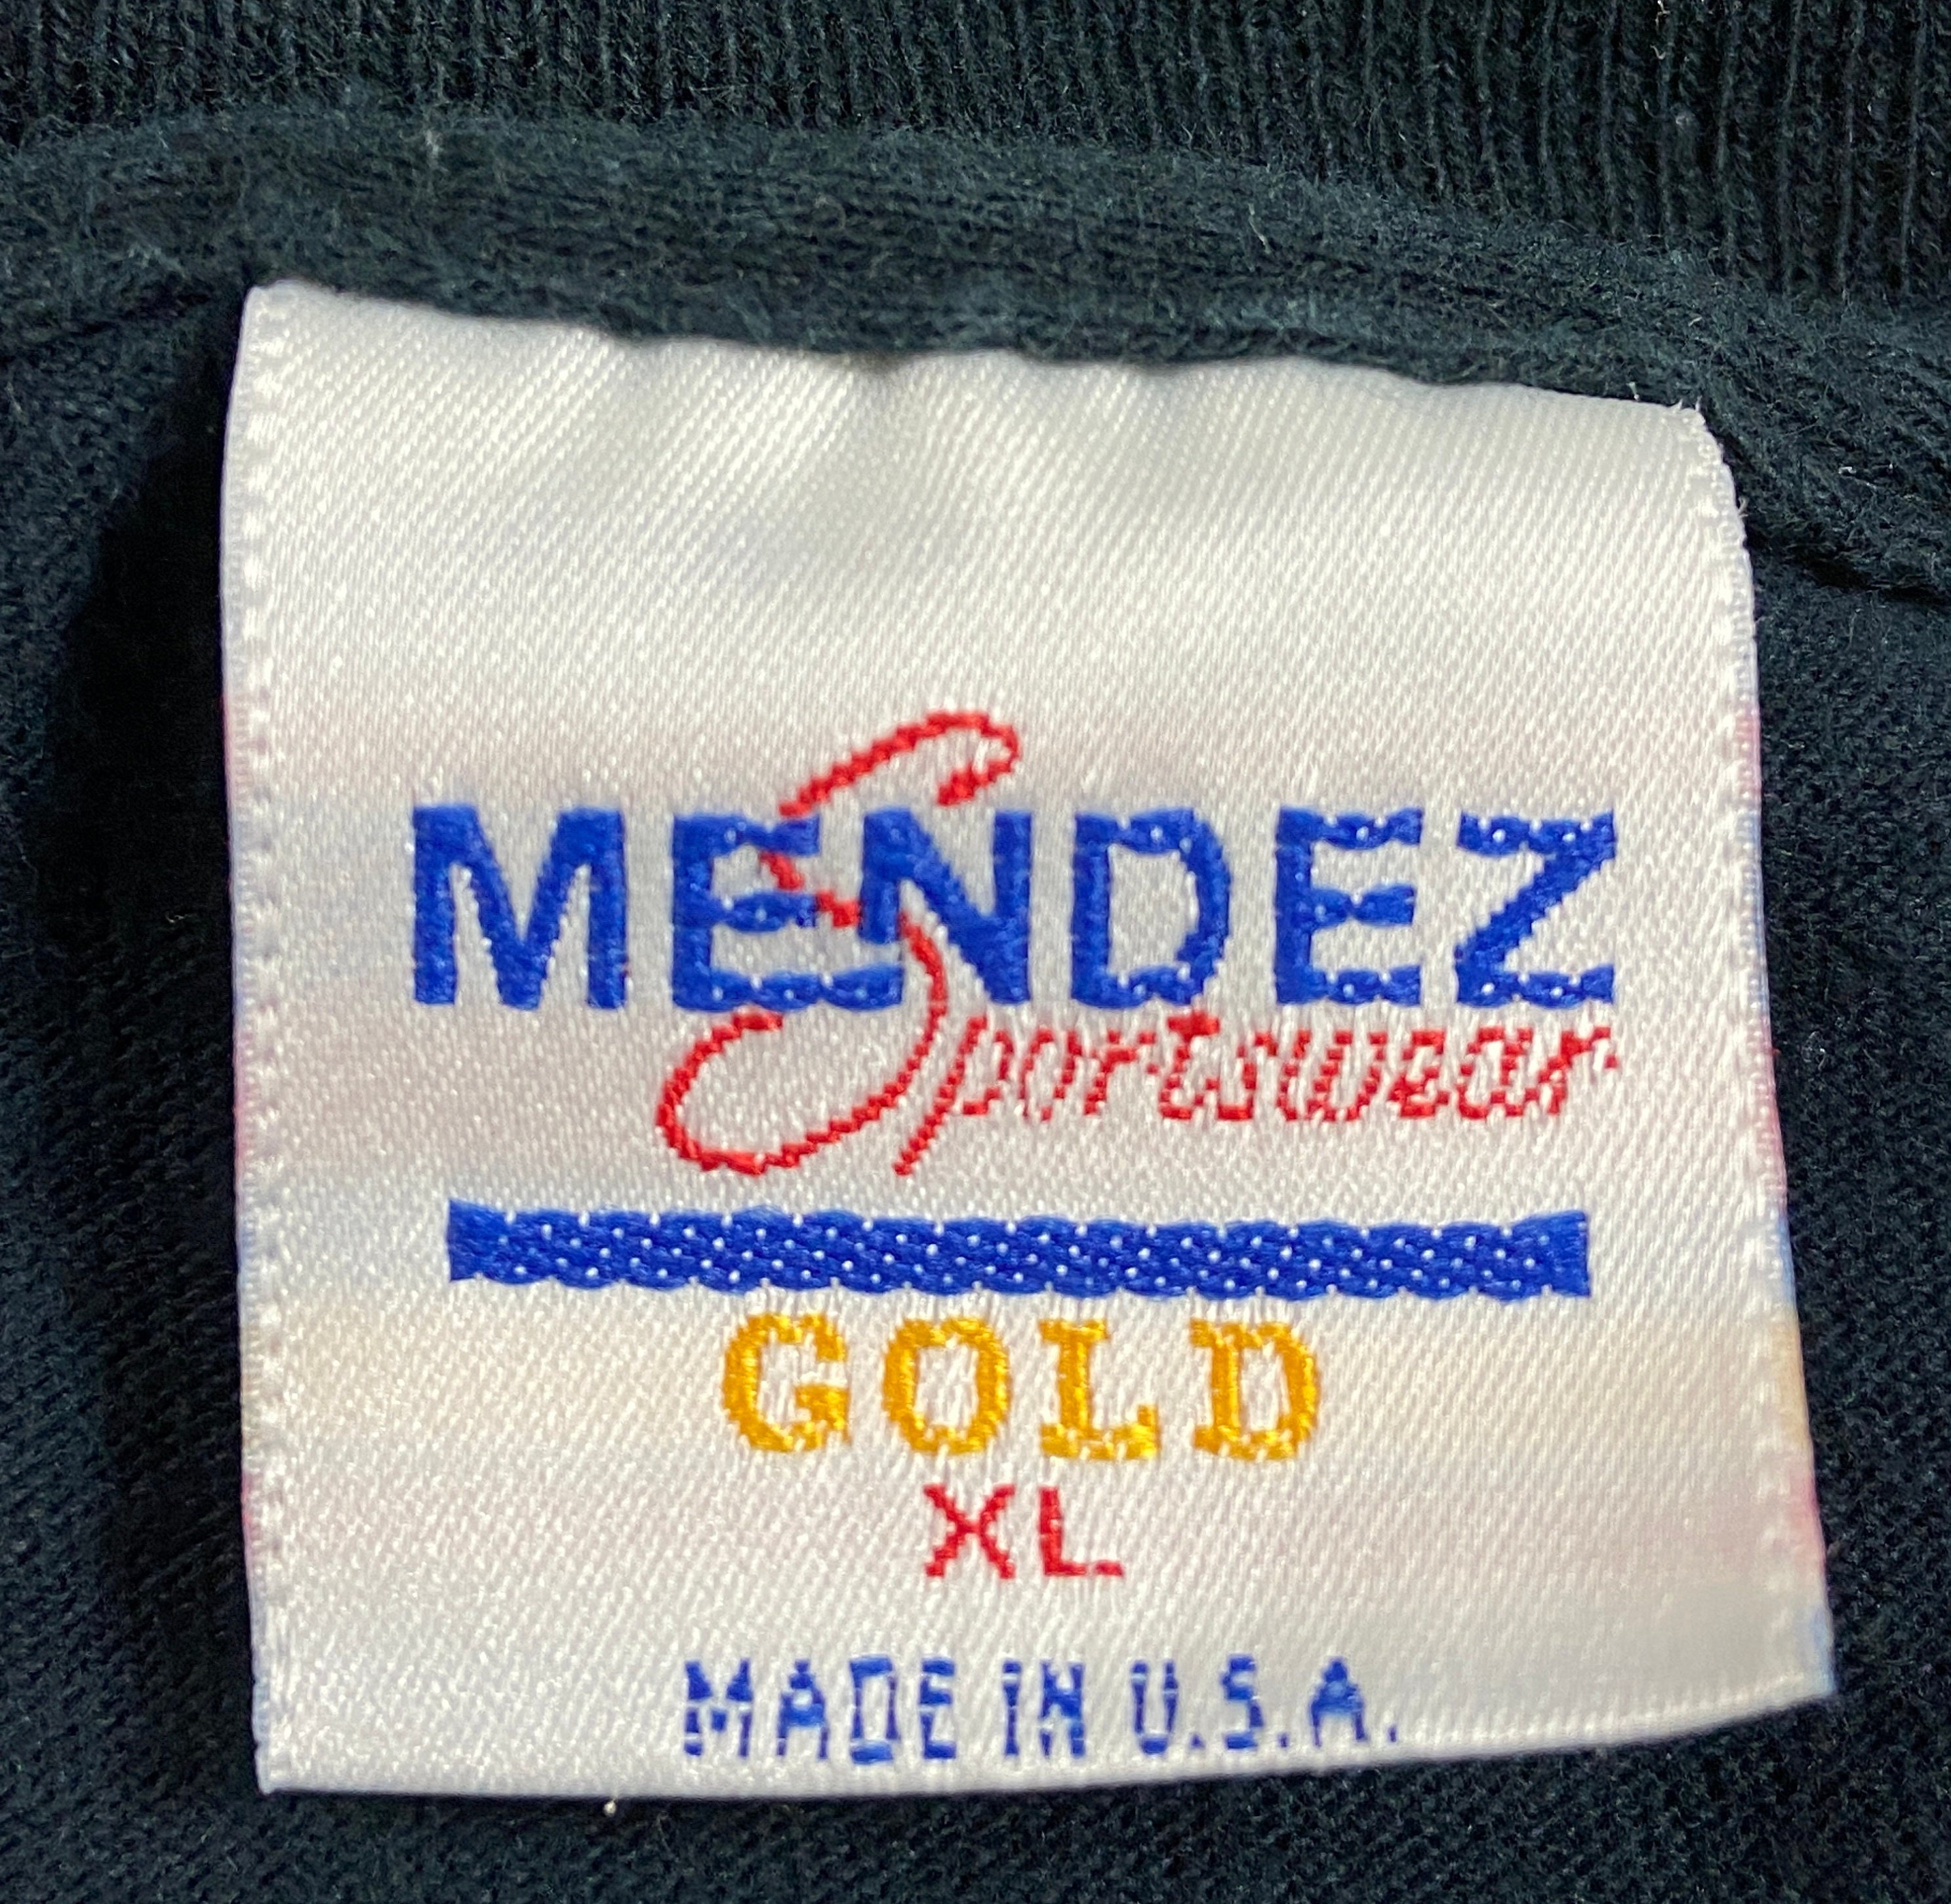 MENDEZ
Sportswear
GOLD
XL
MADE IN U.S.A.